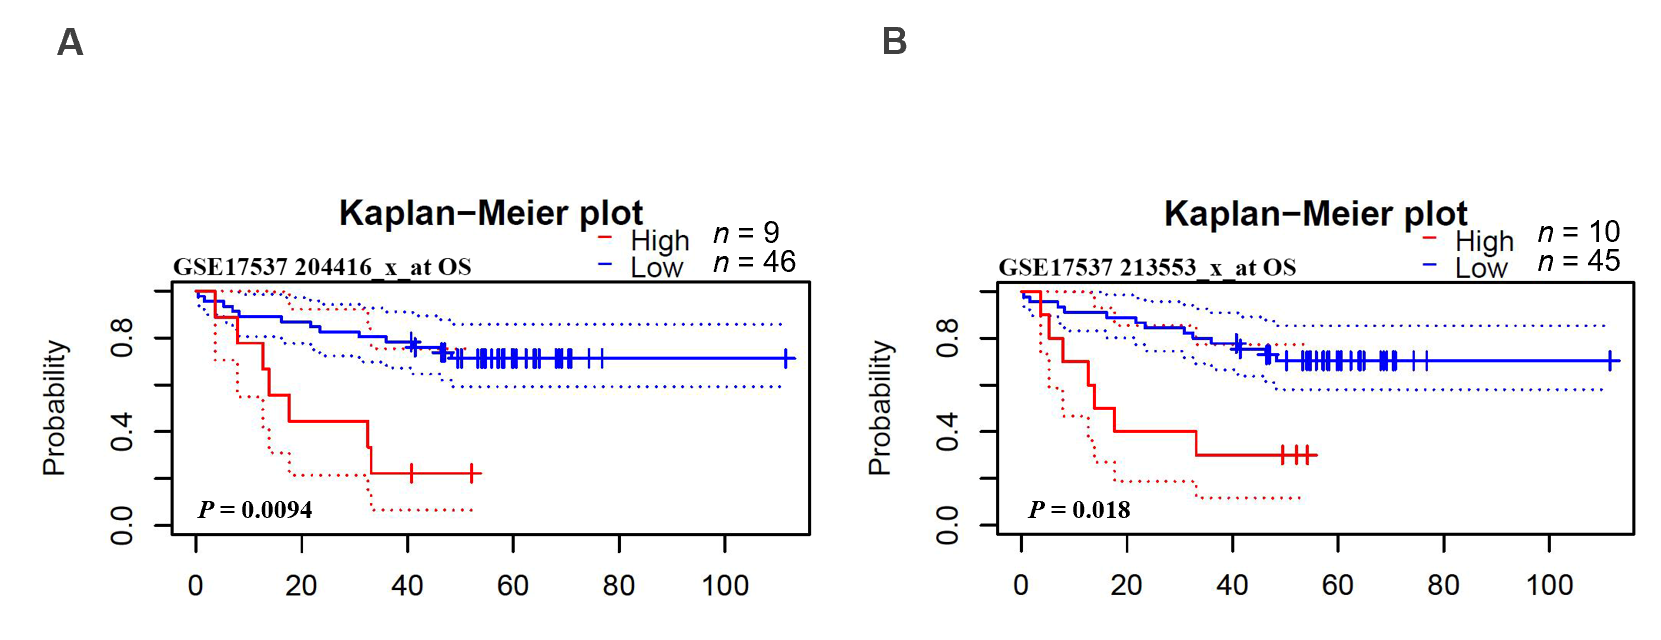 A
Kaplan−Meier plot
High n = 9
Low n = 46
GSE17537 204416_x_at OS
Probability
0.8
0.4
0.0
P = 0.0094
0 20 40 60 80 100
B
Kaplan−Meier plot
High n = 10
Low n = 45
GSE17537 213553_x_at OS
Probability
0.8
0.4
0.0
P = 0.018
0 20 40 60 80 100